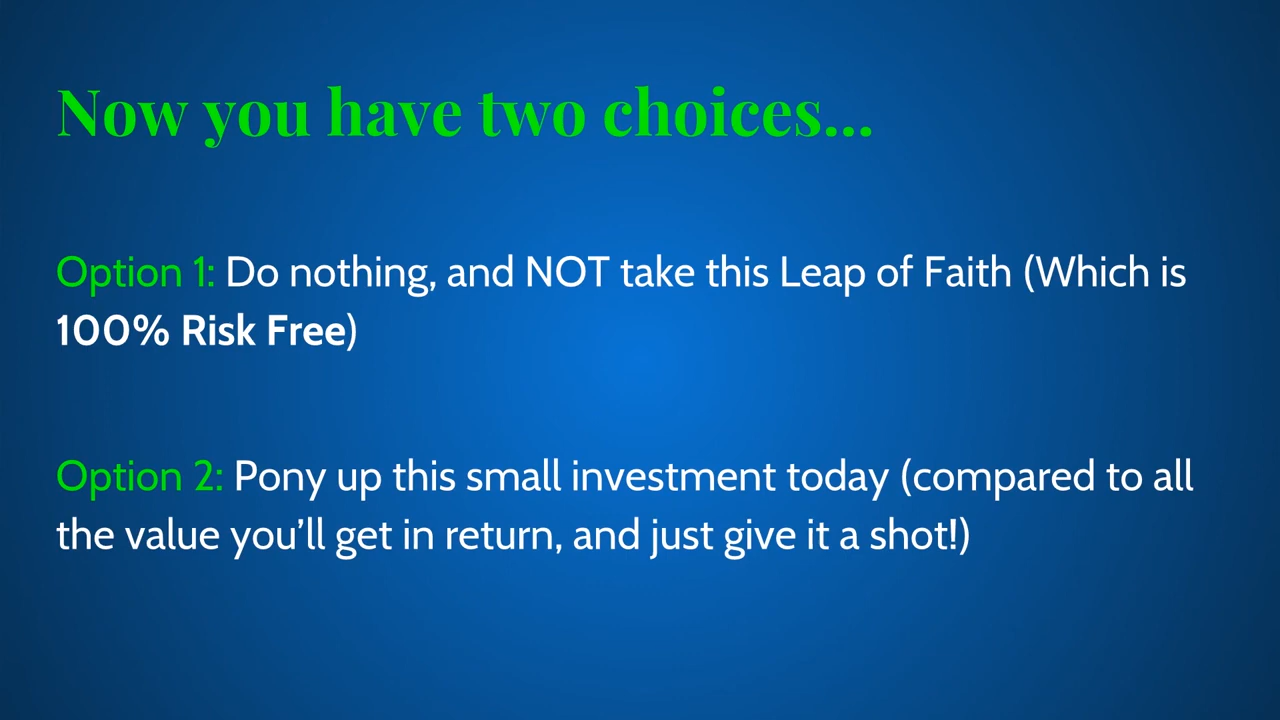 Now you have two choices...
Option 1: Do nothing, and NOT take this Leap of Faith (Which is
100% Risk Free)
Option 2: Pony up this small investment today (compared to all
the value you’ll get in return, and just give it a shot!)